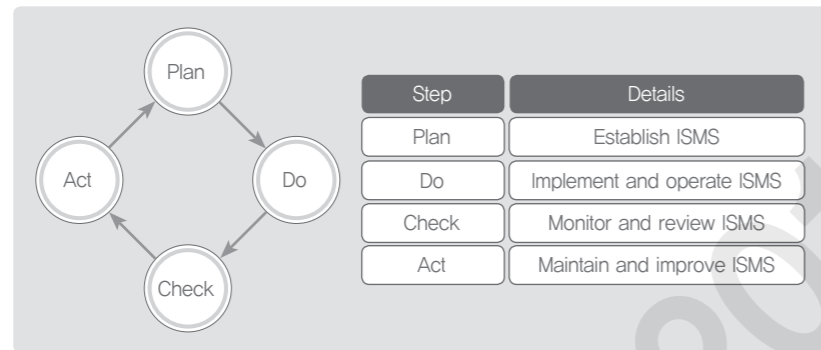 Plan
Act
Do
Check
Step Details
Plan Establish ISMS
Do Implement and operate ISMS
Check Monitor and review ISMS
Act Maintain and improve ISMS